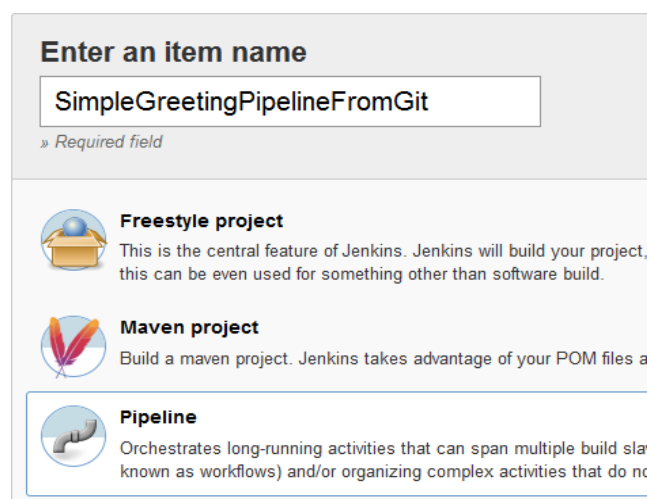 Enter an item name
SimpleGreetingPipelineFromGit
» Required field
Freestyle project
This is the central feature of Jenkins. Jenkins will build your project,
this can be even used for something other than software build.
Maven project
Build a maven project. Jenkins takes advantage of your POM files a
Pipeline
Orchestrates long-running activities that can span multiple build sla
known as workflows) and/or organizing complex activities that do no